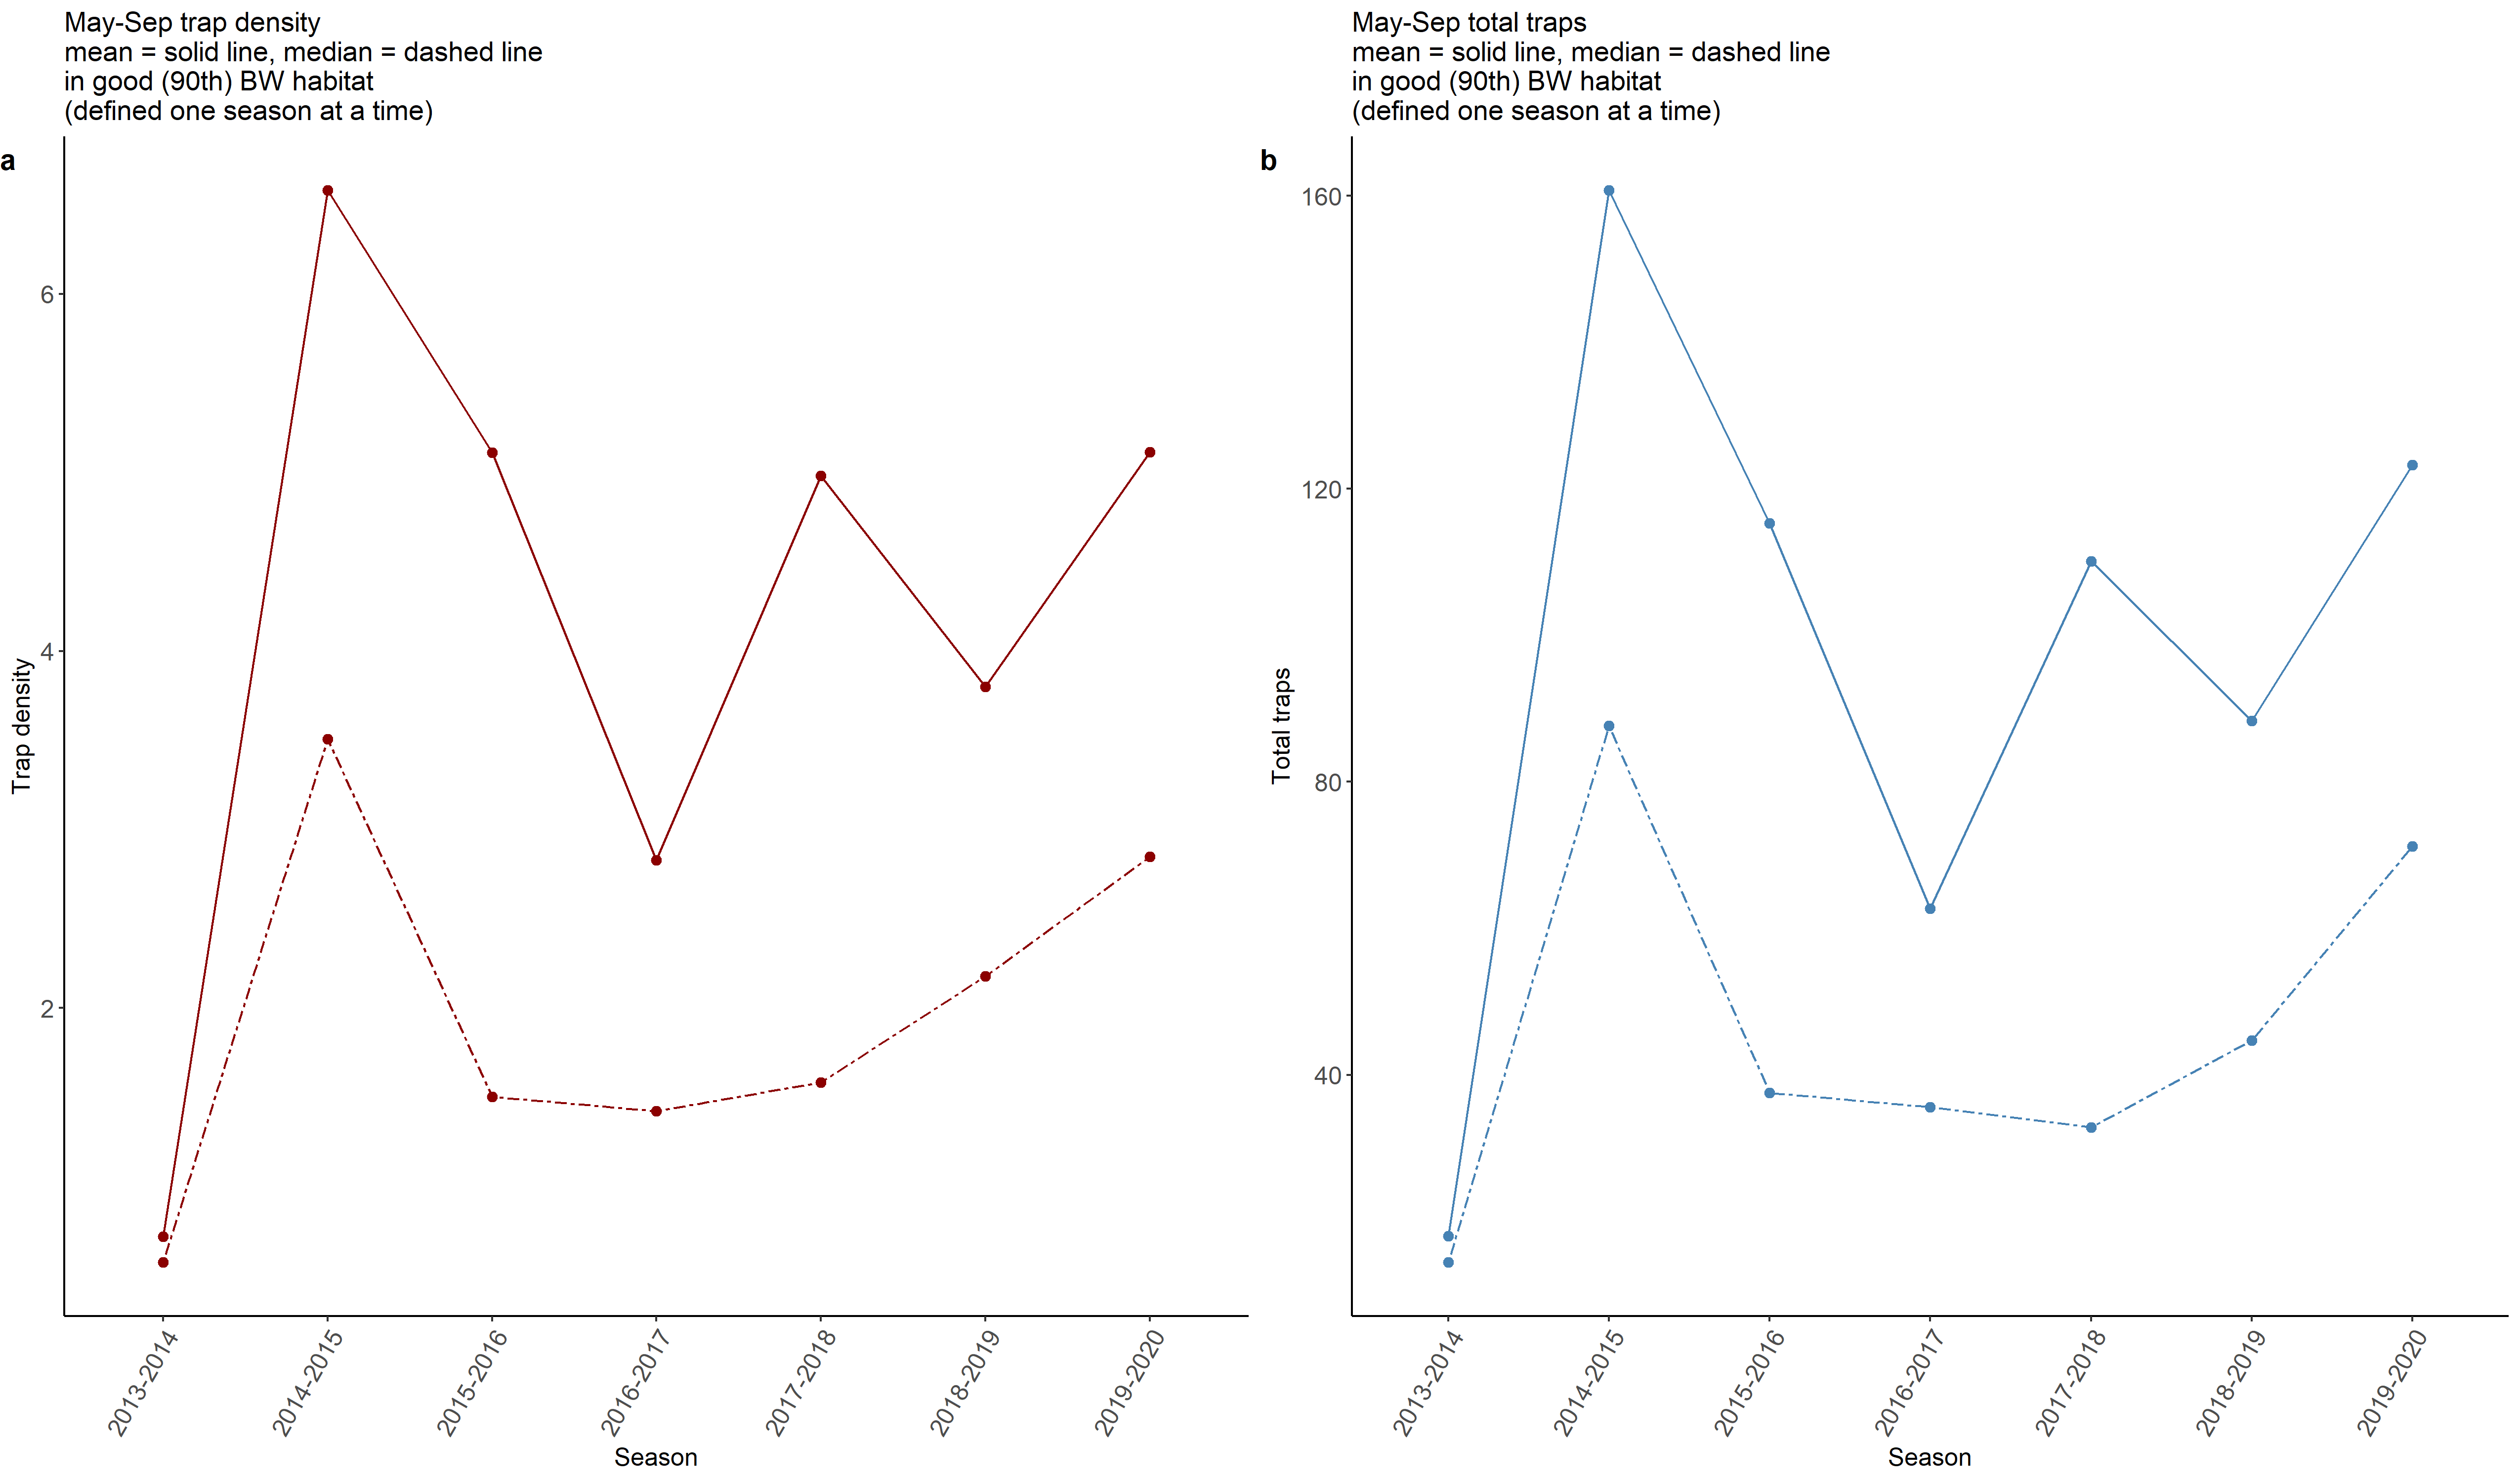 May-Sep trap density
mean = solid line, median = dashed line
in good (90th) BW habitat
(defined one season at a time)
a
6
4
2
Trap density
2013-2014
2014-2015
2015-2016
2016-2017
2017-2018
2018-2019
2019-2020
Season
May-Sep total traps
mean = solid line, median = dashed line
in good (90th) BW habitat
(defined one season at a time)
b
160
120
80
40
Total traps
2013-2014
2014-2015
2015-2016
2016-2017
2017-2018
2018-2019
2019-2020
Season